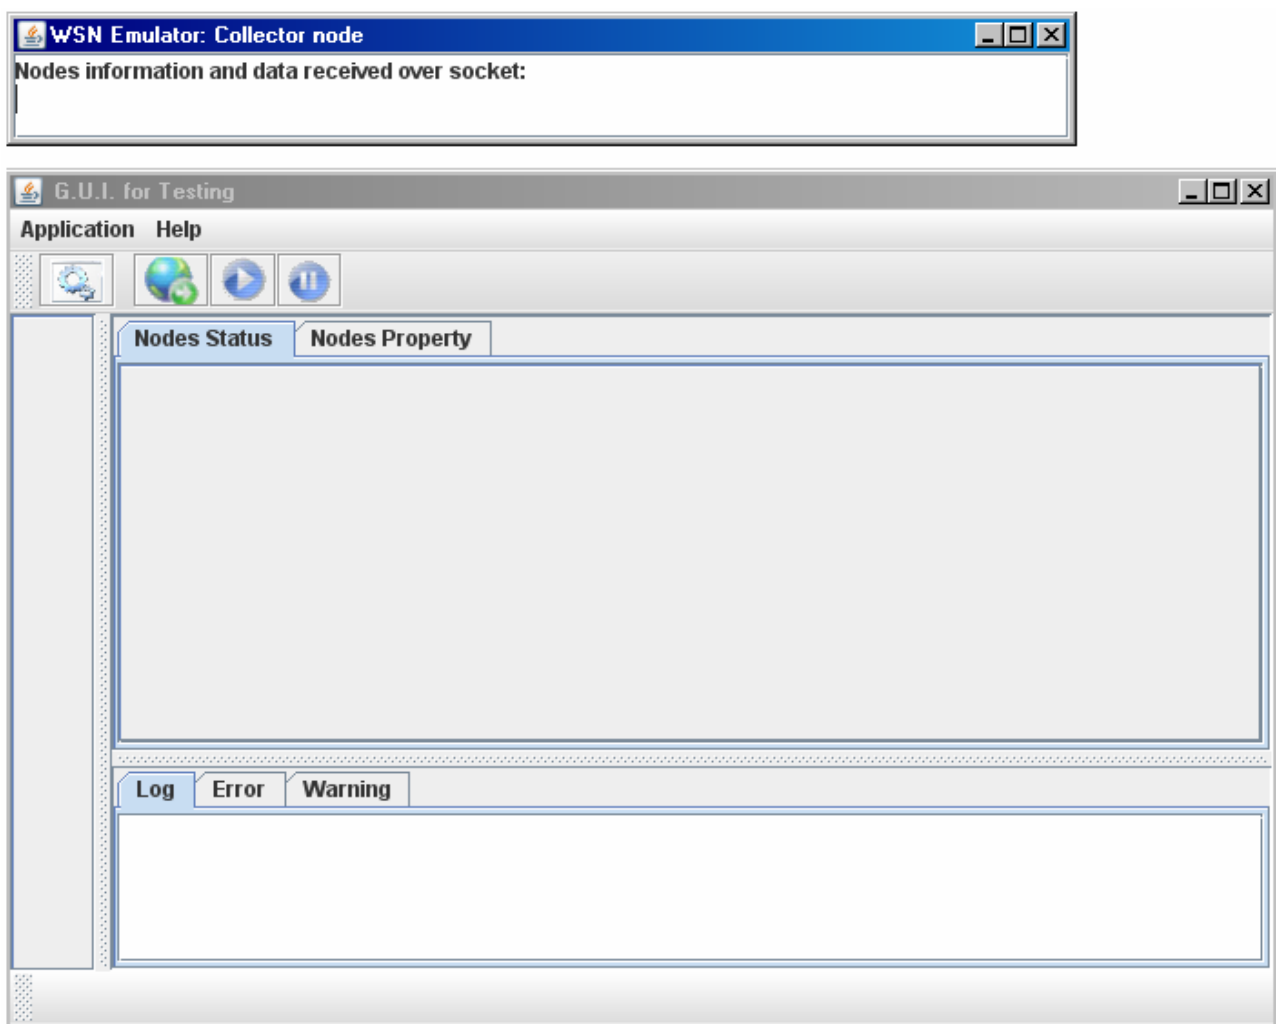 WSN Emulator: Collector node
Nodes information and data received over socket:
G.U.I. for Testing
Application Help
Nodes Status Nodes Property
Log Error Warning